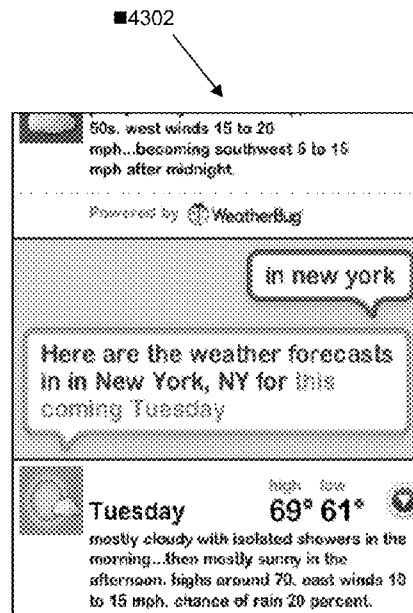 ■4302
50s. west winds 15 to 20
mph...becoming southwest 5 to 15
mph after midnight.
Powered by WeatherBug
in new york
Here are the weather forecasts
in in New York, NY for this
coming Tuesday
high low
Tuesday 69° 61°
mostly cloudy with isolated showers in the
morning...then mostly sunny in the
afternoon. highs around 70. east winds 10
to 15 mph. chance of rain 20 percent.